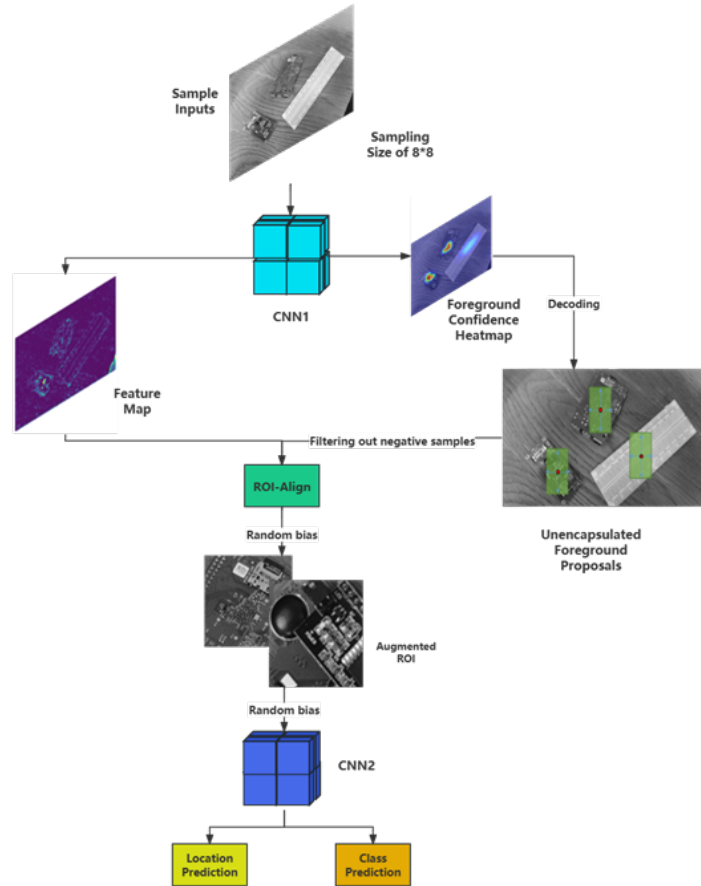 Sample
Inputs
Sampling
Size of 8*8
CNN1
Foreground
Confidence
Heatmap
Decoding
Feature
Map
Filtering out negative samples
ROI-Align
Unencapsulated
Foreground
Proposals
Random bias
Augmented
ROI
Random bias
CNN2
Location
Prediction
Class
Prediction